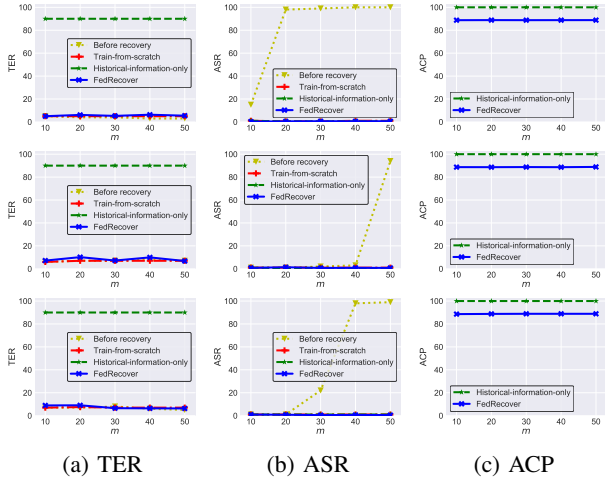 100
80
60
40
20
0
TER
Before recovery
Train-from-scratch
Historical-information-only
FedRecover
10 20 30 40 50
m
100
80
60
40
20
0
ASR
Before recovery
Train-from-scratch
Historical-information-only
FedRecover
10 20 30 40 50
m
100
80
60
40
20
0
ACP
Historical-information-only
FedRecover
10 20 30 40 50
m
100
80
60
40
20
0
TER
Before recovery
Train-from-scratch
Historical-information-only
FedRecover
10 20 30 40 50
m
100
80
60
40
20
0
ASR
Before recovery
Train-from-scratch
Historical-information-only
FedRecover
10 20 30 40 50
m
100
80
60
40
20
0
ACP
Historical-information-only
FedRecover
10 20 30 40 50
m
100
80
60
40
20
0
TER
Before recovery
Train-from-scratch
Historical-information-only
FedRecover
10 20 30 40 50
m
100
80
60
40
20
0
ASR
Before recovery
Train-from-scratch
Historical-information-only
FedRecover
10 20 30 40 50
m
100
80
60
40
20
0
ACP
Historical-information-only
FedRecover
10 20 30 40 50
m
(a) TER
(b) ASR
(c) ACP